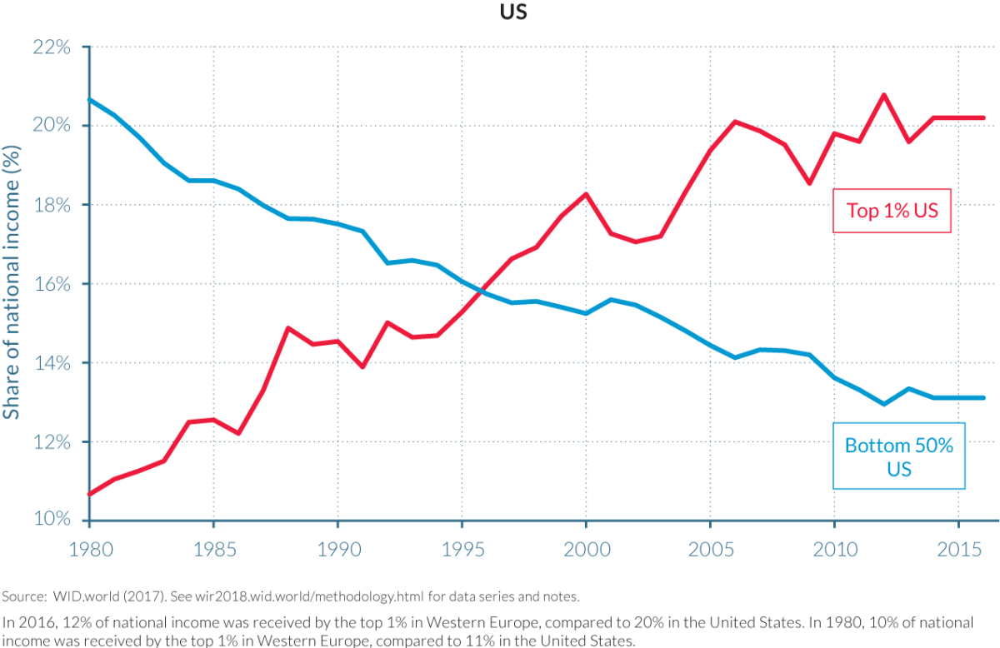 US
Share of national income (%)
22%
20%
18%
16%
14%
12%
10%
Top 1% US
Bottom 50%
US
1980
1985
1990
1995
2000
2005
2010
2015
Source: WID.world (2017). See wir2018.wid.world/methodology.html for data series and notes.
In 2016, 12% of national income was received by the top 1% in Western Europe, compared to 20% in the United States. In 1980, 10% of national
income was received by the top 1% in Western Europe, compared to 11% in the United States.